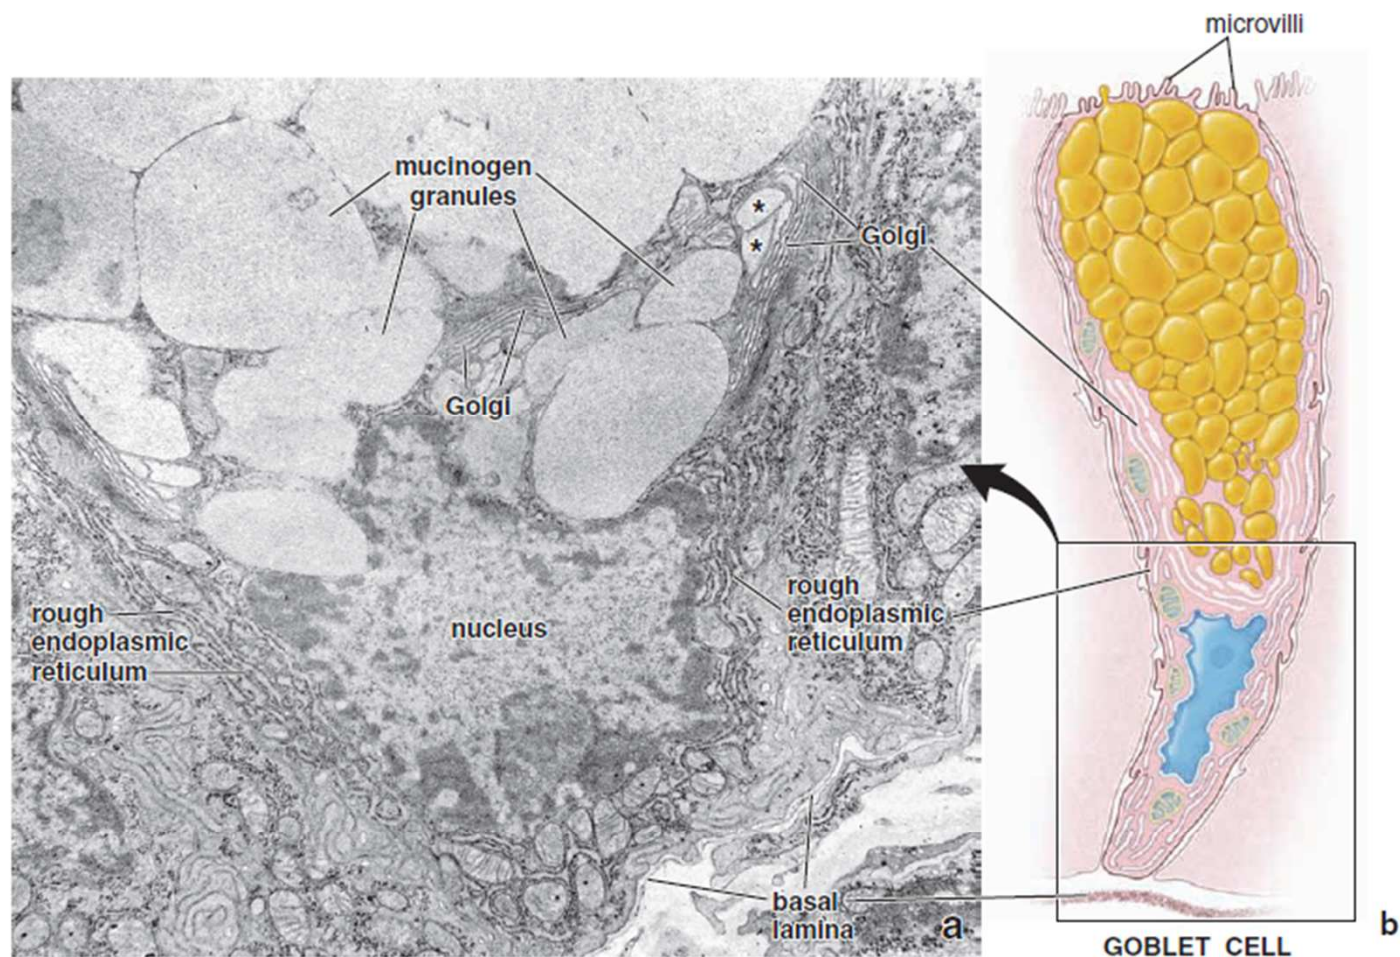 microvilli
mucinogen
granules
*
*
Golgi
Golgi
rough
endoplasmic
reticulum
nucleus
rough
endoplasmic
reticulum
basal
lamina
a
b
GOBLET CELL